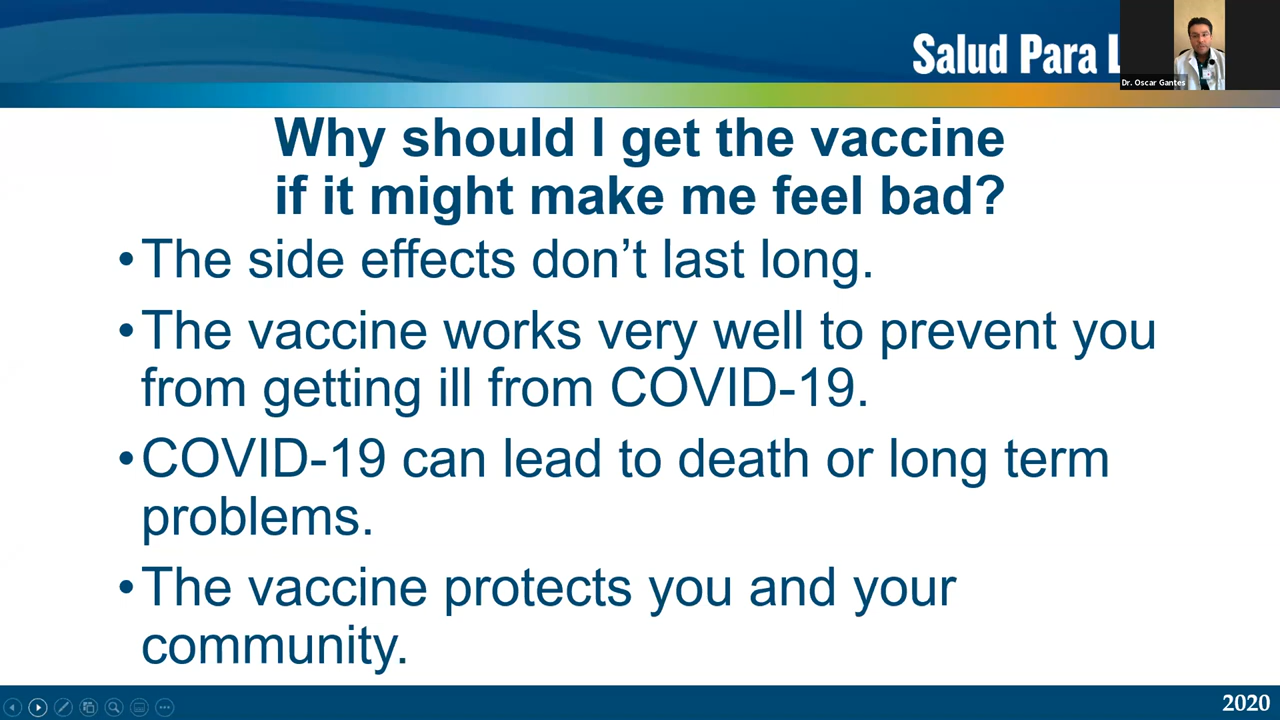 Salud Para L
Dr. Oscar Gantes
Why should I get the vaccine
if it might make me feel bad?
•The side effects don’t last long.
•The vaccine works very well to prevent you
from getting ill from COVID-19.
•COVID-19 can lead to death or long term
problems.
•The vaccine protects you and your
community.
2020